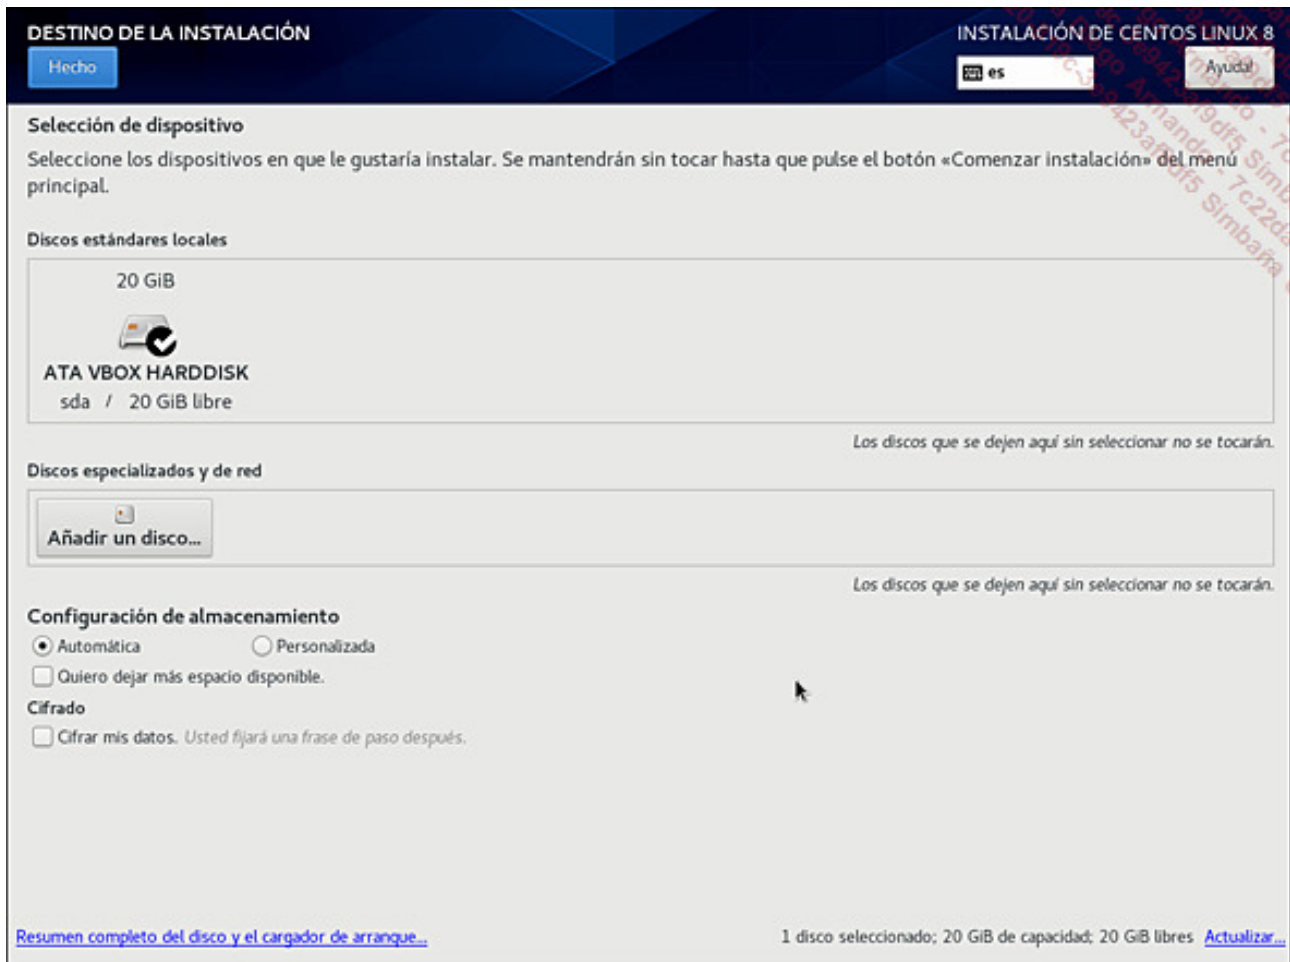 DESTINO DE LA INSTALACIÓN
INSTALACIÓN DE CENTOS LINUX 8
Hecho
es
Ayuda!
Selección de dispositivo
Seleccione los dispositivos en que le gustaría instalar. Se mantendrán sin tocar hasta que pulse el botón «Comenzar instalación» del menú
principal.
Discos estándares locales
20 GiB
ATA VBOX HARDDISK
sda / 20 GiB libre
Los discos que se dejen aquí sin seleccionar no se tocarán.
Discos especializados y de red
Añadir un disco...
Los discos que se dejen aquí sin seleccionar no se tocarán.
Configuración de almacenamiento
Automática
Personalizada
Quiero dejar más espacio disponible.
Cifrado
Cifrar mis datos. Usted fijará una frase de paso después.
Resumen completo del disco y el cargador de arranque...
1 disco seleccionado; 20 GiB de capacidad; 20 GiB libres Actualizar...